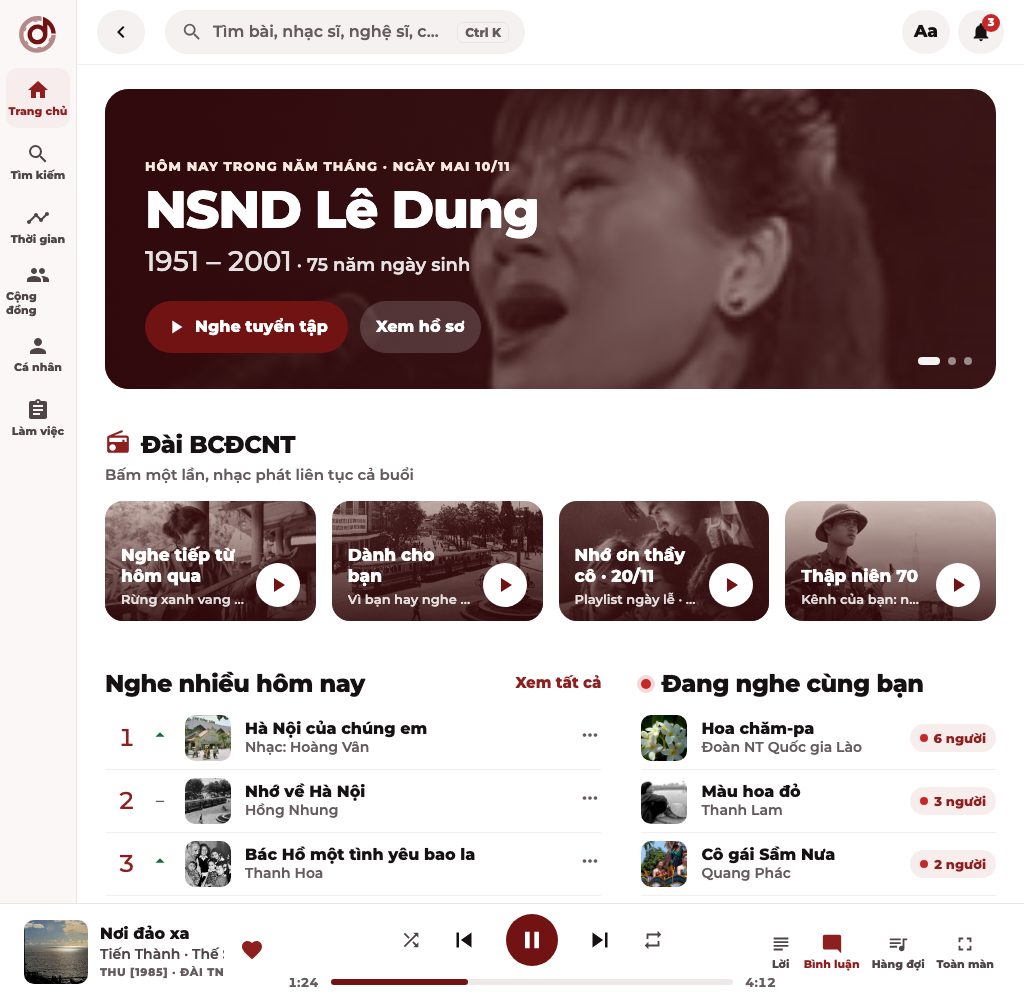 Tìm bài, nhạc sĩ, nghệ sĩ, c...
Ctrl K
Aa
3
Trang chủ
Tìm kiếm
Thời gian
Cộng
đồng
Cá nhân
Làm việc
HÔM NAY TRONG NĂM THÁNG · NGÀY MAI 10/11
NSND Lê Dung
1951 – 2001 · 75 năm ngày sinh
Nghe tuyển tập
Xem hồ sơ
Đài BCĐCNT
Bấm một lần, nhạc phát liên tục cả buổi
Nghe tiếp từ
hôm qua
Rừng xanh vang ...
Dành cho
bạn
Vì bạn hay nghe ...
Nhớ ơn thầy
cô · 20/11
Playlist ngày lễ · ...
Thập niên 70
Kênh của bạn: n...
Nghe nhiều hôm nay
Xem tất cả
1
Hà Nội của chúng em
Nhạc: Hoàng Vân
2
–
Nhớ về Hà Nội
Hồng Nhung
3
Bác Hồ một tình yêu bao la
Thanh Hoa
Đang nghe cùng bạn
Hoa chăm-pa
Đoàn NT Quốc gia Lào
6 người
Màu hoa đỏ
Thanh Lam
3 người
Cô gái Sầm Nưa
Quang Phác
2 người
Nơi đảo xa
Tiến Thành · Thế
THU [1985] · ĐÀI TN
1:24
4:12
Lời
Bình luận
Hàng đợi
Toàn màn